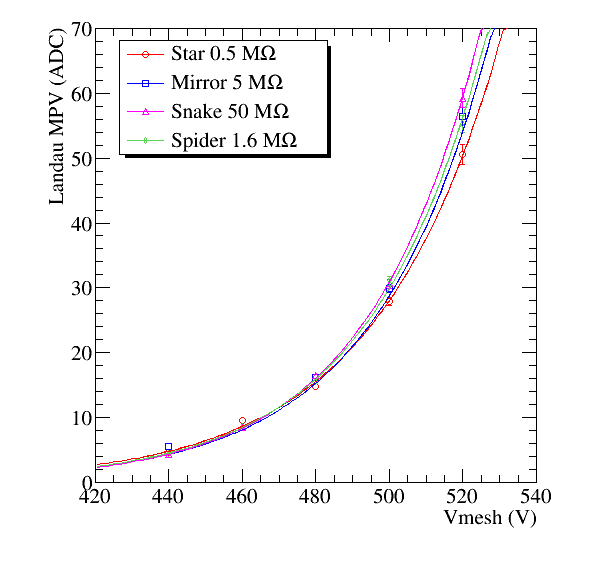 Landau MPV (ADC)
70
60
50
40
30
20
10
0
Star 0.5 MΩ
Mirror 5 MΩ
Snake 50 MΩ
Spider 1.6 MΩ
420 440 460 480 500 520 540
Vmesh (V)